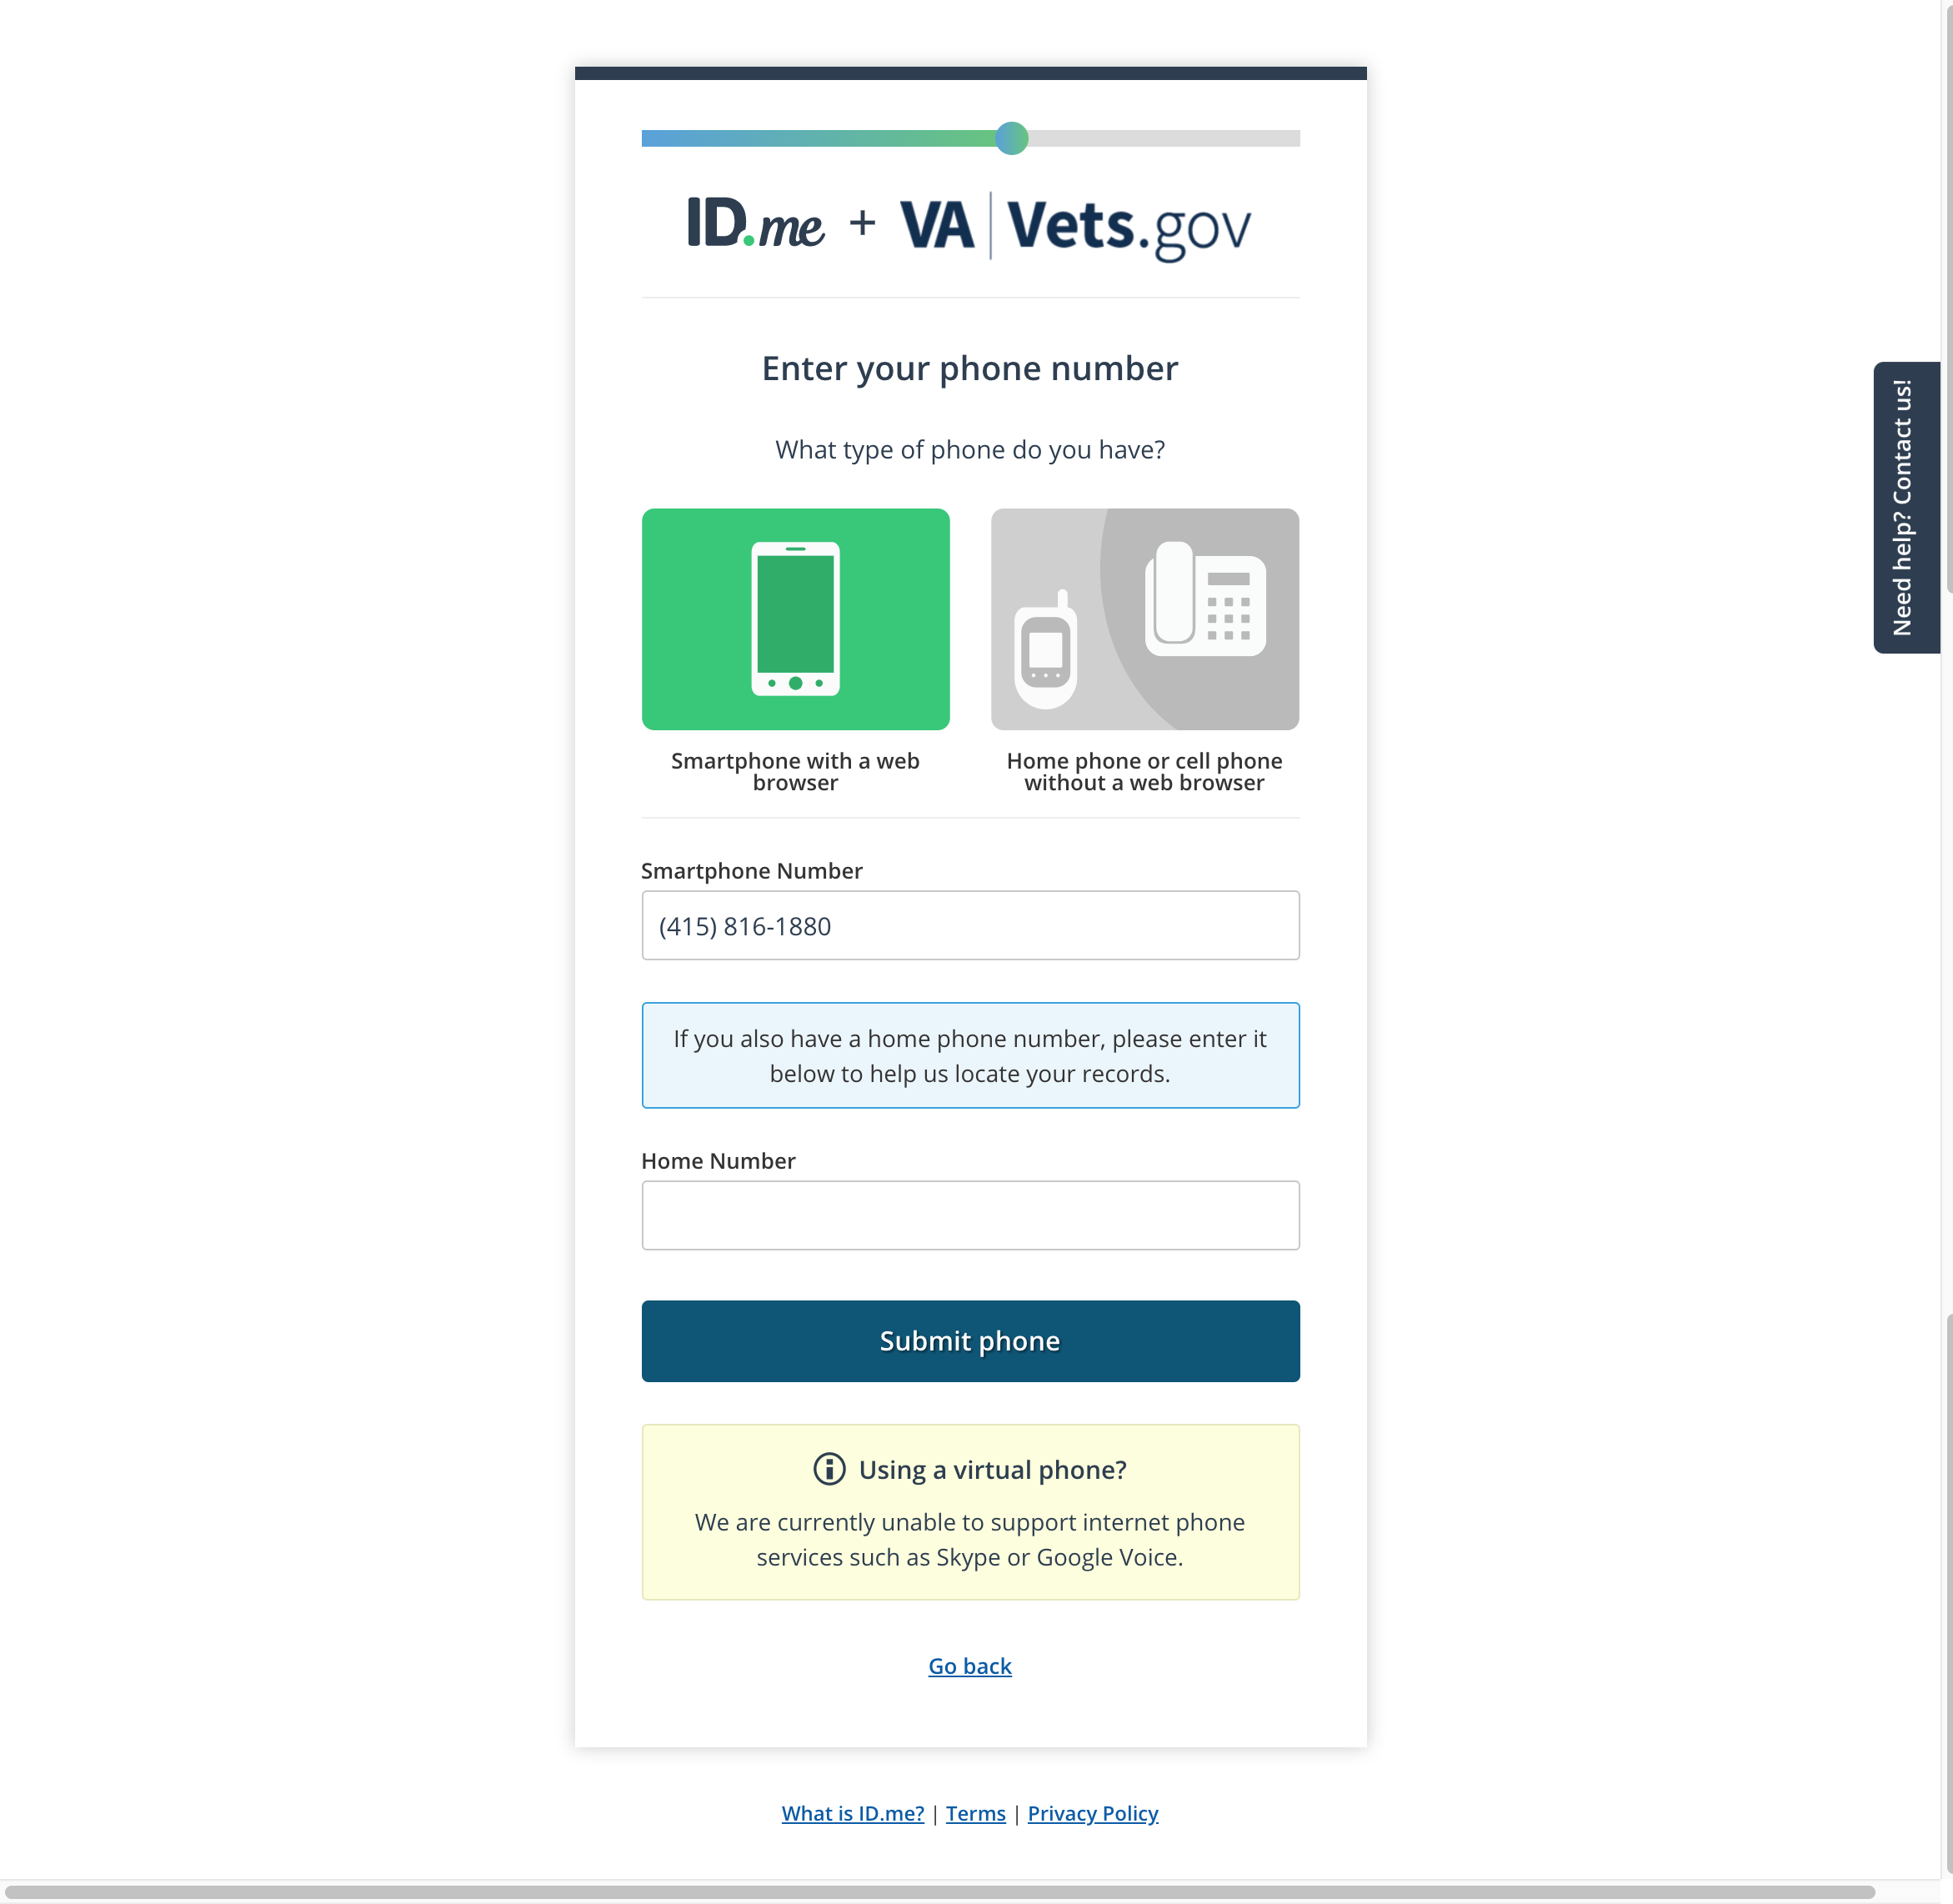 ID.me + VA Vets.gov
Enter your phone number
What type of phone do you have?
Smartphone with a web
browser
Home phone or cell phone
without a web browser
Smartphone Number
(415) 816-1880
If you also have a home phone number, please enter it
below to help us locate your records.
Home Number
Submit phone
Using a virtual phone?
We are currently unable to support internet phone
services such as Skype or Google Voice.
Go back
What is ID.me? | Terms | Privacy Policy
Need help? Contact us!